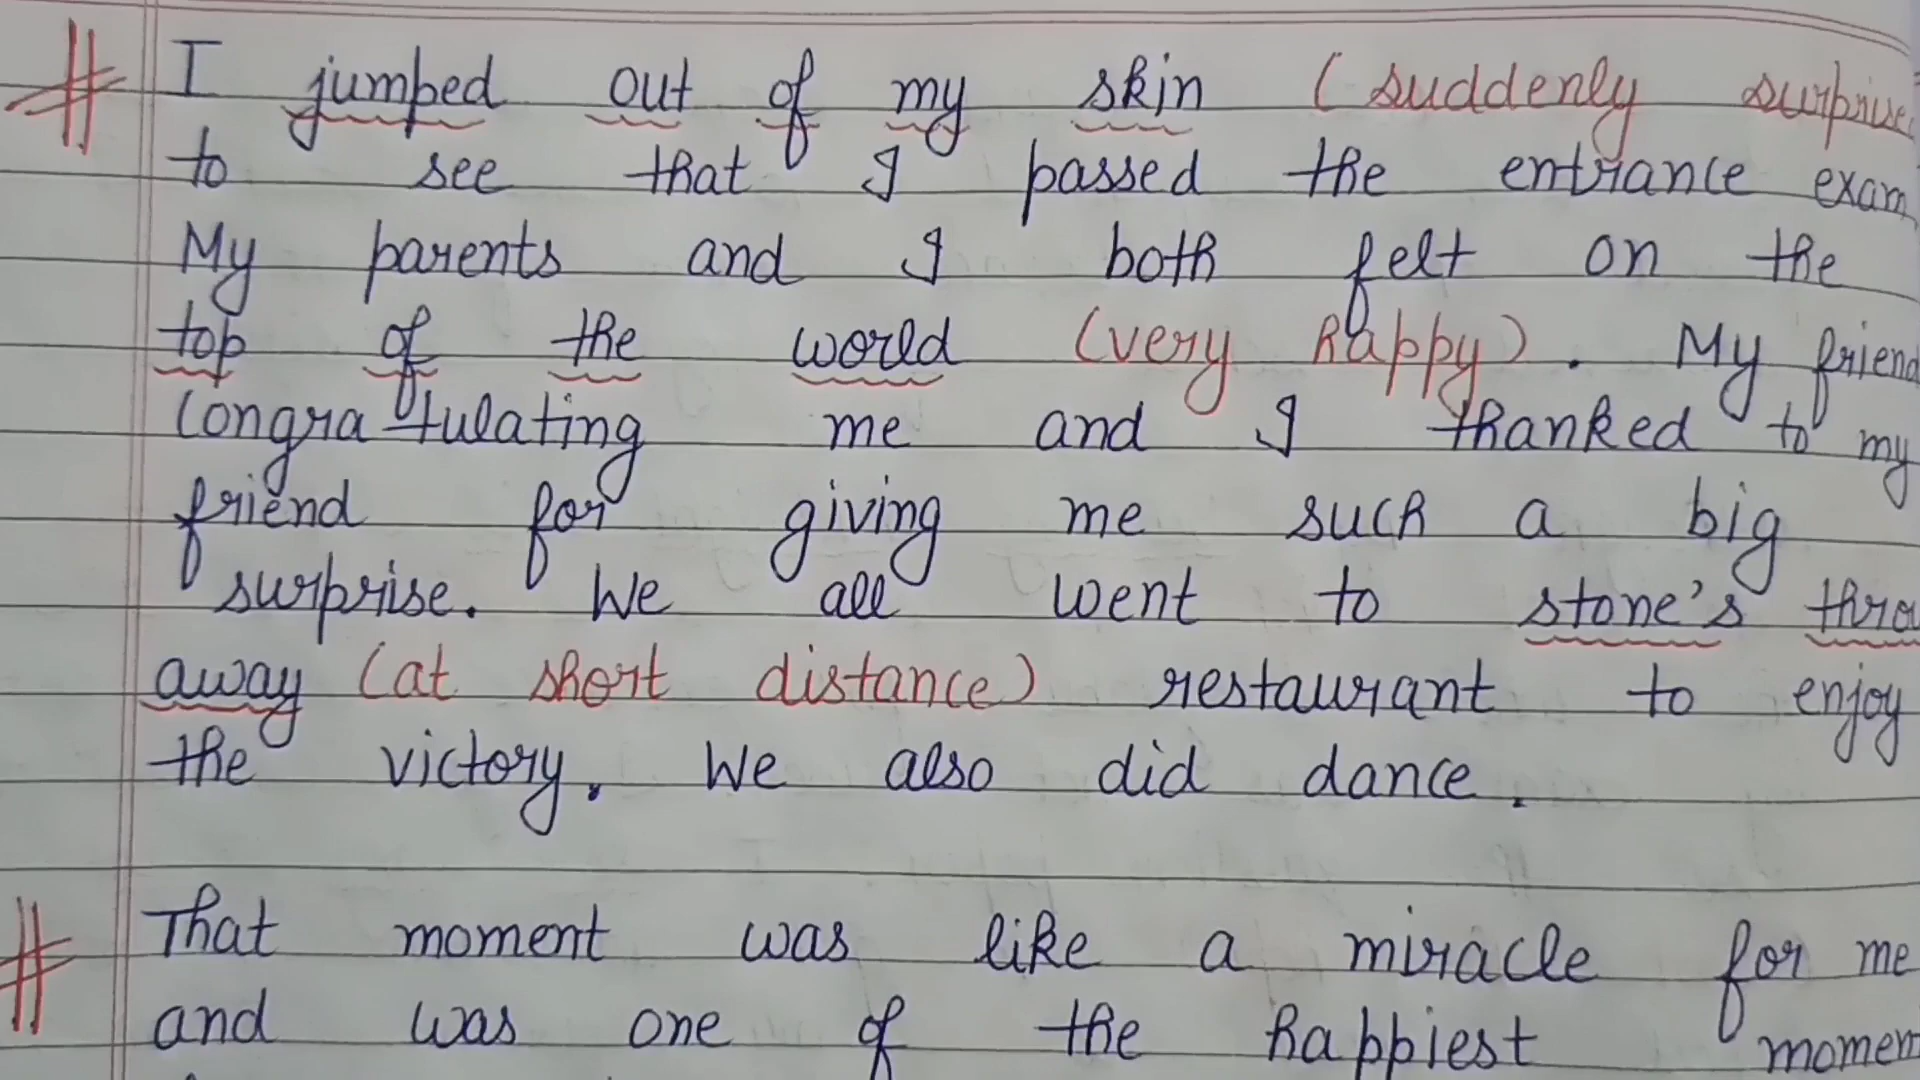 # I jumped out of my skin (suddenly surprise
to see that I passed the entrance exam
My parents and I both felt on the
top of the world (very happy). My friend
Congratulating me and I thanked to my
friend for giving me such a big
surprise. We all went to stone's
away (at short distance) restaurant to enjoy
the victory. We also did dance.
# That moment was like a miracle for me
and was one of the happiest